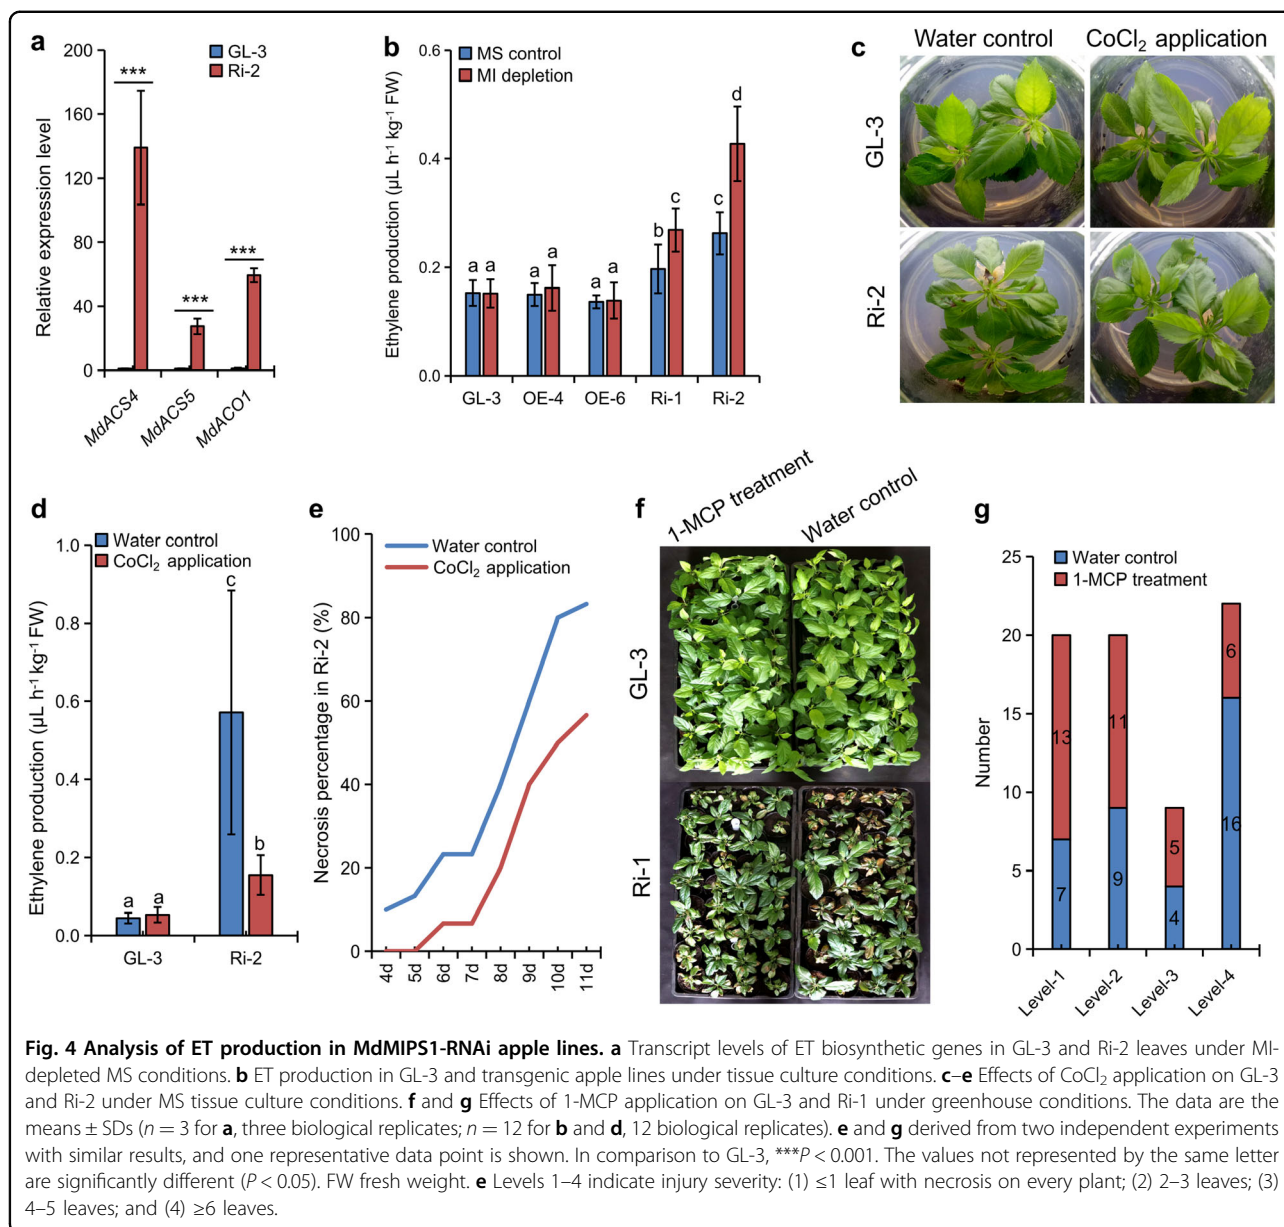 a
GL-3
Ri-2
200
160
120
80
40
0
Relative expression level
***
***
***
MdACS4
MdACS5
MdACO1
b
MS control
MI depletion
0.6
0.4
0.2
0.0
Ethylene production (µL h⁻¹ kg⁻¹ FW)
a a
a a
a a
b c
c d
GL-3 OE-4 OE-6 Ri-1 Ri-2
c
Water control CoCl₂ application
GL-3
Ri-2
d
Water control
CoCl₂ application
1.0
0.8
0.6
0.4
0.2
0.0
Ethylene production (µL h⁻¹ kg⁻¹ FW)
a a
c b
GL-3 Ri-2
e
Water control
CoCl₂ application
100
80
60
40
20
0
Necrosis percentage in Ri-2 (%)
4d 5d 6d 7d 8d 9d 10d 11d
f
1-MCP treatment
Water control
GL-3
Ri-1
g
Water control
1-MCP treatment
25
20
15
10
5
0
Number
13 7
11 9
5 4
6 16
Level-1 Level-2 Level-3 Level-4
Fig. 4 Analysis of ET production in MdMIPS1-RNAi apple lines. a Transcript levels of ET biosynthetic genes in GL-3 and Ri-2 leaves under MI-
depleted MS conditions. b ET production in GL-3 and transgenic apple lines under tissue culture conditions. c–e Effects of CoCl₂ application on GL-3
and Ri-2 under MS tissue culture conditions. f and g Effects of 1-MCP application on GL-3 and Ri-1 under greenhouse conditions. The data are the
means ± SDs (n = 3 for a, three biological replicates; n = 12 for b and d, 12 biological replicates). e and g derived from two independent experiments
with similar results, and one representative data point is shown. In comparison to GL-3, ***P < 0.001. The values not represented by the same letter
are significantly different (P < 0.05). FW fresh weight. e Levels 1–4 indicate injury severity: (1) ≤1 leaf with necrosis on every plant; (2) 2–3 leaves; (3)
4–5 leaves; and (4) ≥6 leaves.